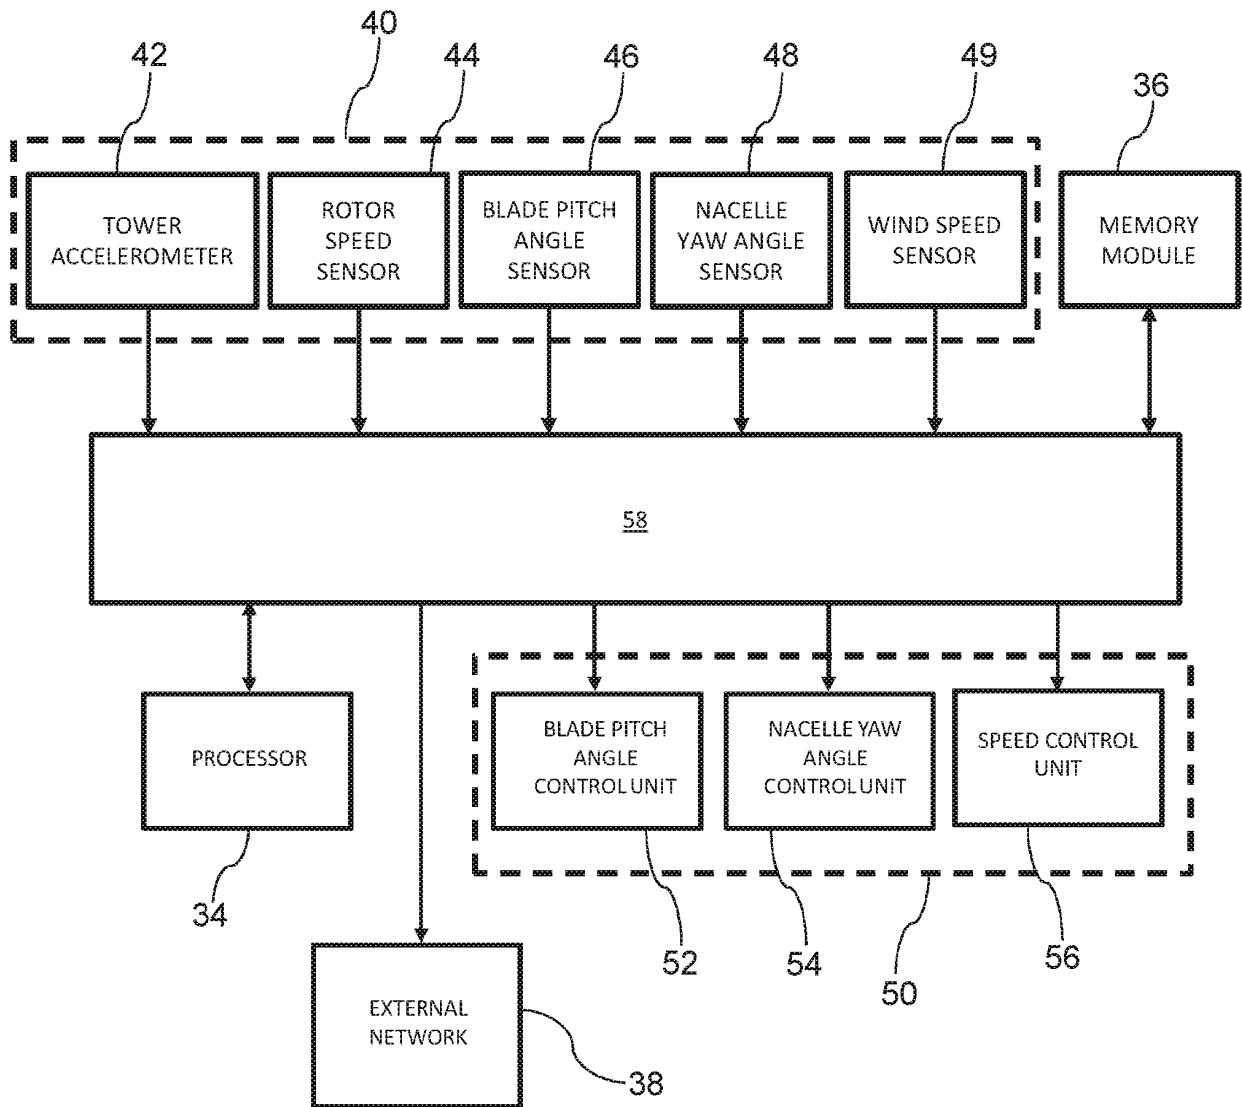 40
42
44
46
48
49
36
TOWER
ACCELEROMETER
ROTOR
SPEED
SENSOR
BLADE PITCH
ANGLE
SENSOR
NACELLE
YAW ANGLE
SENSOR
WIND SPEED
SENSOR
MEMORY
MODULE
58
PROCESSOR
BLADE PITCH
ANGLE
CONTROL UNIT
NACELLE YAW
ANGLE
CONTROL UNIT
SPEED CONTROL
UNIT
34
52
54
56
50
EXTERNAL
NETWORK
38